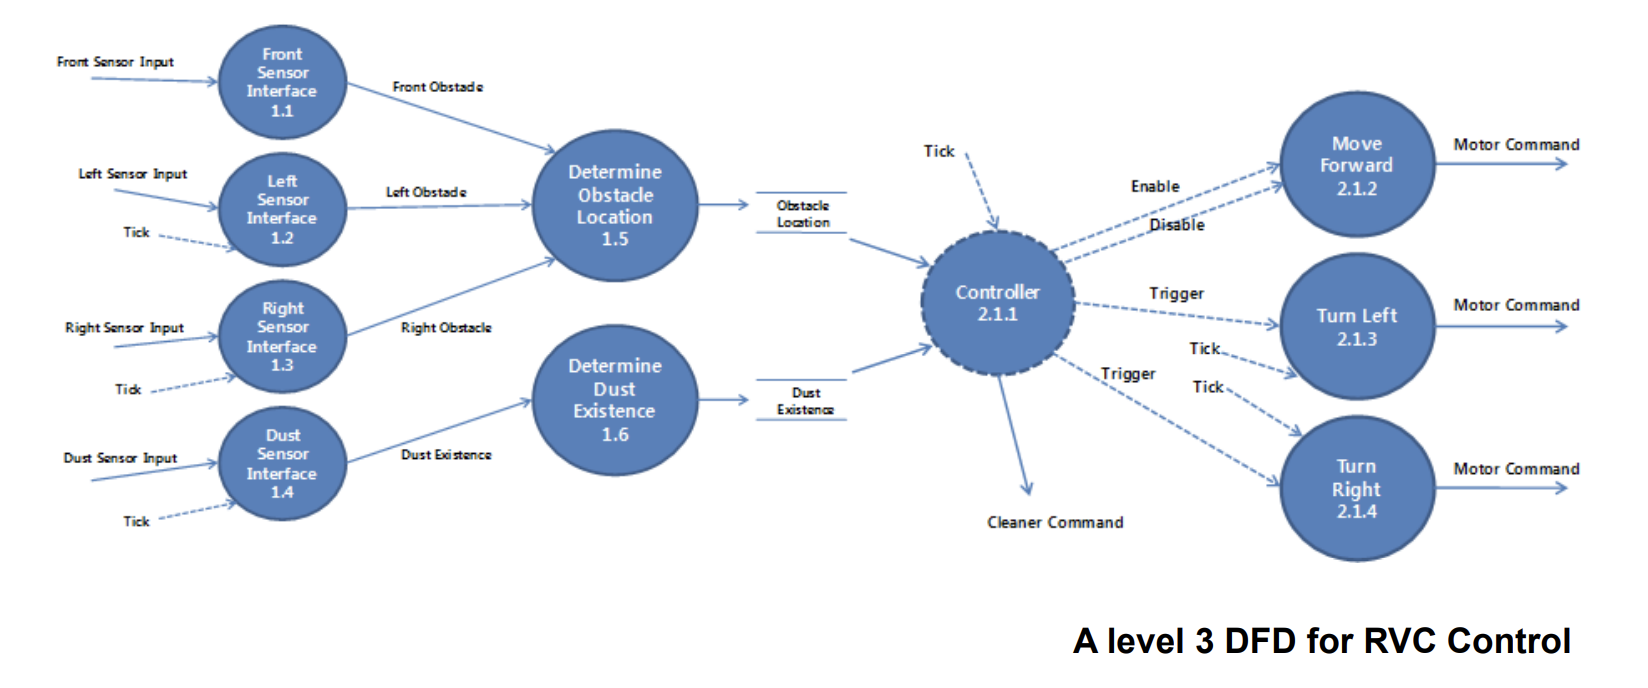 Front Sensor Input
Front
Sensor
Interface
1.1
Front Obstacle
Left Sensor Input
Tick
Left
Sensor
Interface
1.2
Left Obstacle
Right Sensor Input
Tick
Right
Sensor
Interface
1.3
Right Obstacle
Dust Sensor Input
Tick
Dust
Sensor
Interface
1.4
Dust Existence
Determine
Obstacle
Location
1.5
Determine
Dust
Existence
1.6
Obstacle
Location
Dust
Existence
Tick
Controller
2.1.1
Cleaner Command
Enable
Disable
Trigger
Tick
Trigger
Tick
Move
Forward
2.1.2
Motor Command
Turn Left
2.1.3
Motor Command
Turn
Right
2.1.4
Motor Command
A level 3 DFD for RVC Control